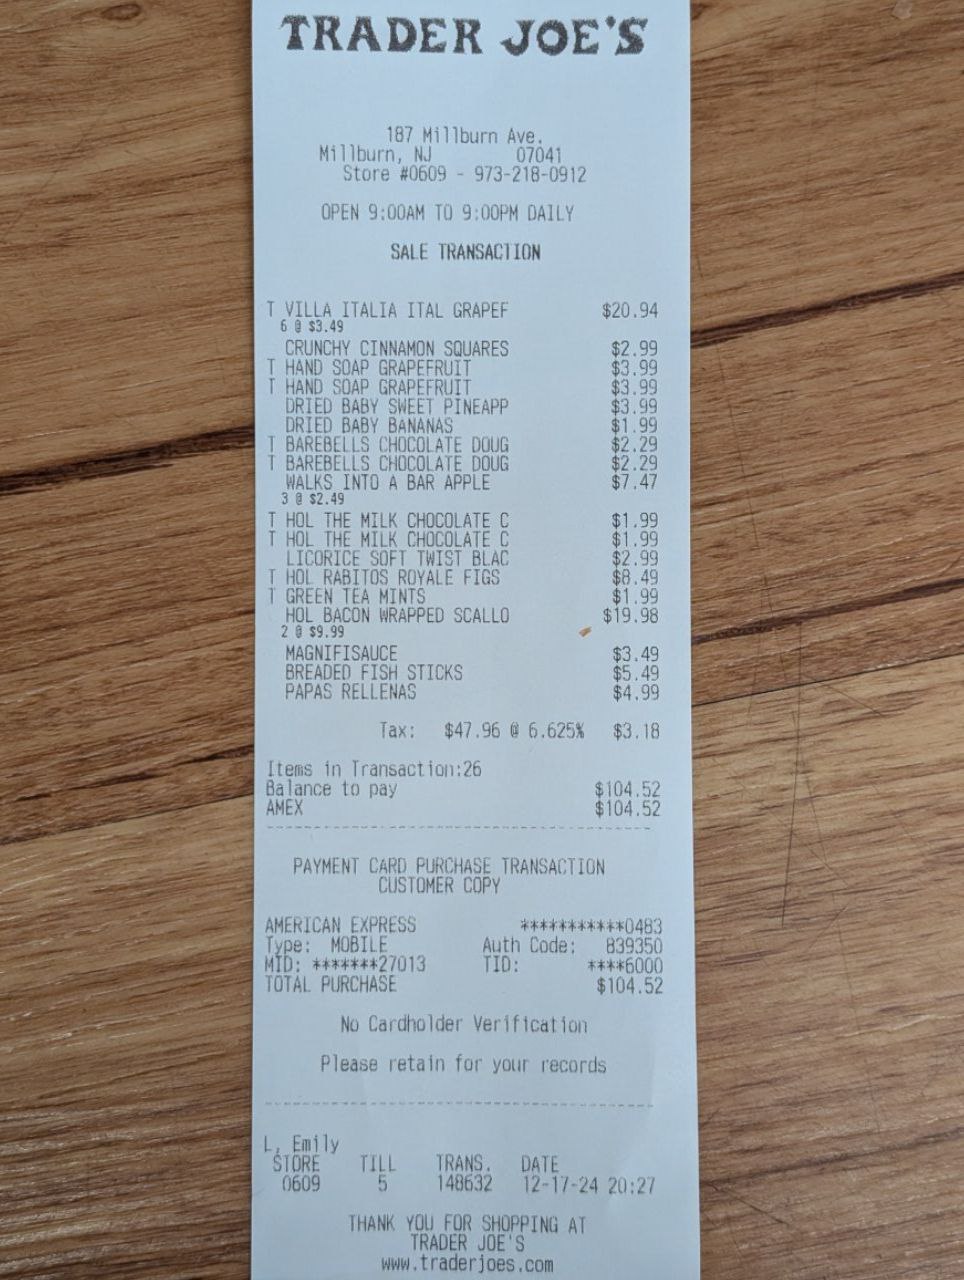 TRADER JOE'S
187 Millburn Ave.
Millburn, NJ 07041
Store #0609 - 973-218-0912
OPEN 9:00AM TO 9:00PM DAILY
SALE TRANSACTION
T VILLA ITALIA ITAL GRAPEF $20.94
6 @ $3.49
CRUNCHY CINNAMON SQUARES $2.99
T HAND SOAP GRAPEFRUIT $3.99
T HAND SOAP GRAPEFRUIT $3.99
DRIED BABY SWEET PINEAPP $3.99
DRIED BABY BANANAS $1.99
T BAREBELLS CHOCOLATE DOUG $2.29
T BAREBELLS CHOCOLATE DOUG $2.29
WALKS INTO A BAR APPLE $7.47
3 @ $2.49
T HOL THE MILK CHOCOLATE C $1.99
T HOL THE MILK CHOCOLATE C $1.99
LICORICE SOFT TWIST BLAC $2.99
T HOL RABITOS ROYALE FIGS $8.49
T GREEN TEA MINTS $1.99
HOL BACON WRAPPED SCALLO $19.98
2 @ $9.99
MAGNIFISAUCE $3.49
BREADED FISH STICKS $5.49
PAPAS RELLENAS $4.99
Tax: $47.96 @ 6.625% $3.18
Items in Transaction:26
Balance to pay $104.52
AMEX $104.52
PAYMENT CARD PURCHASE TRANSACTION
CUSTOMER COPY
AMERICAN EXPRESS ***********0483
Type: MOBILE Auth Code: 839350
MID: *******27013 TID: ****6000
TOTAL PURCHASE $104.52
No Cardholder Verification
Please retain for your records
L, Emily
STORE TILL TRANS. DATE
0609 5 148632 12-17-24 20:27
THANK YOU FOR SHOPPING AT
TRADER JOE'S
www.traderjoes.com